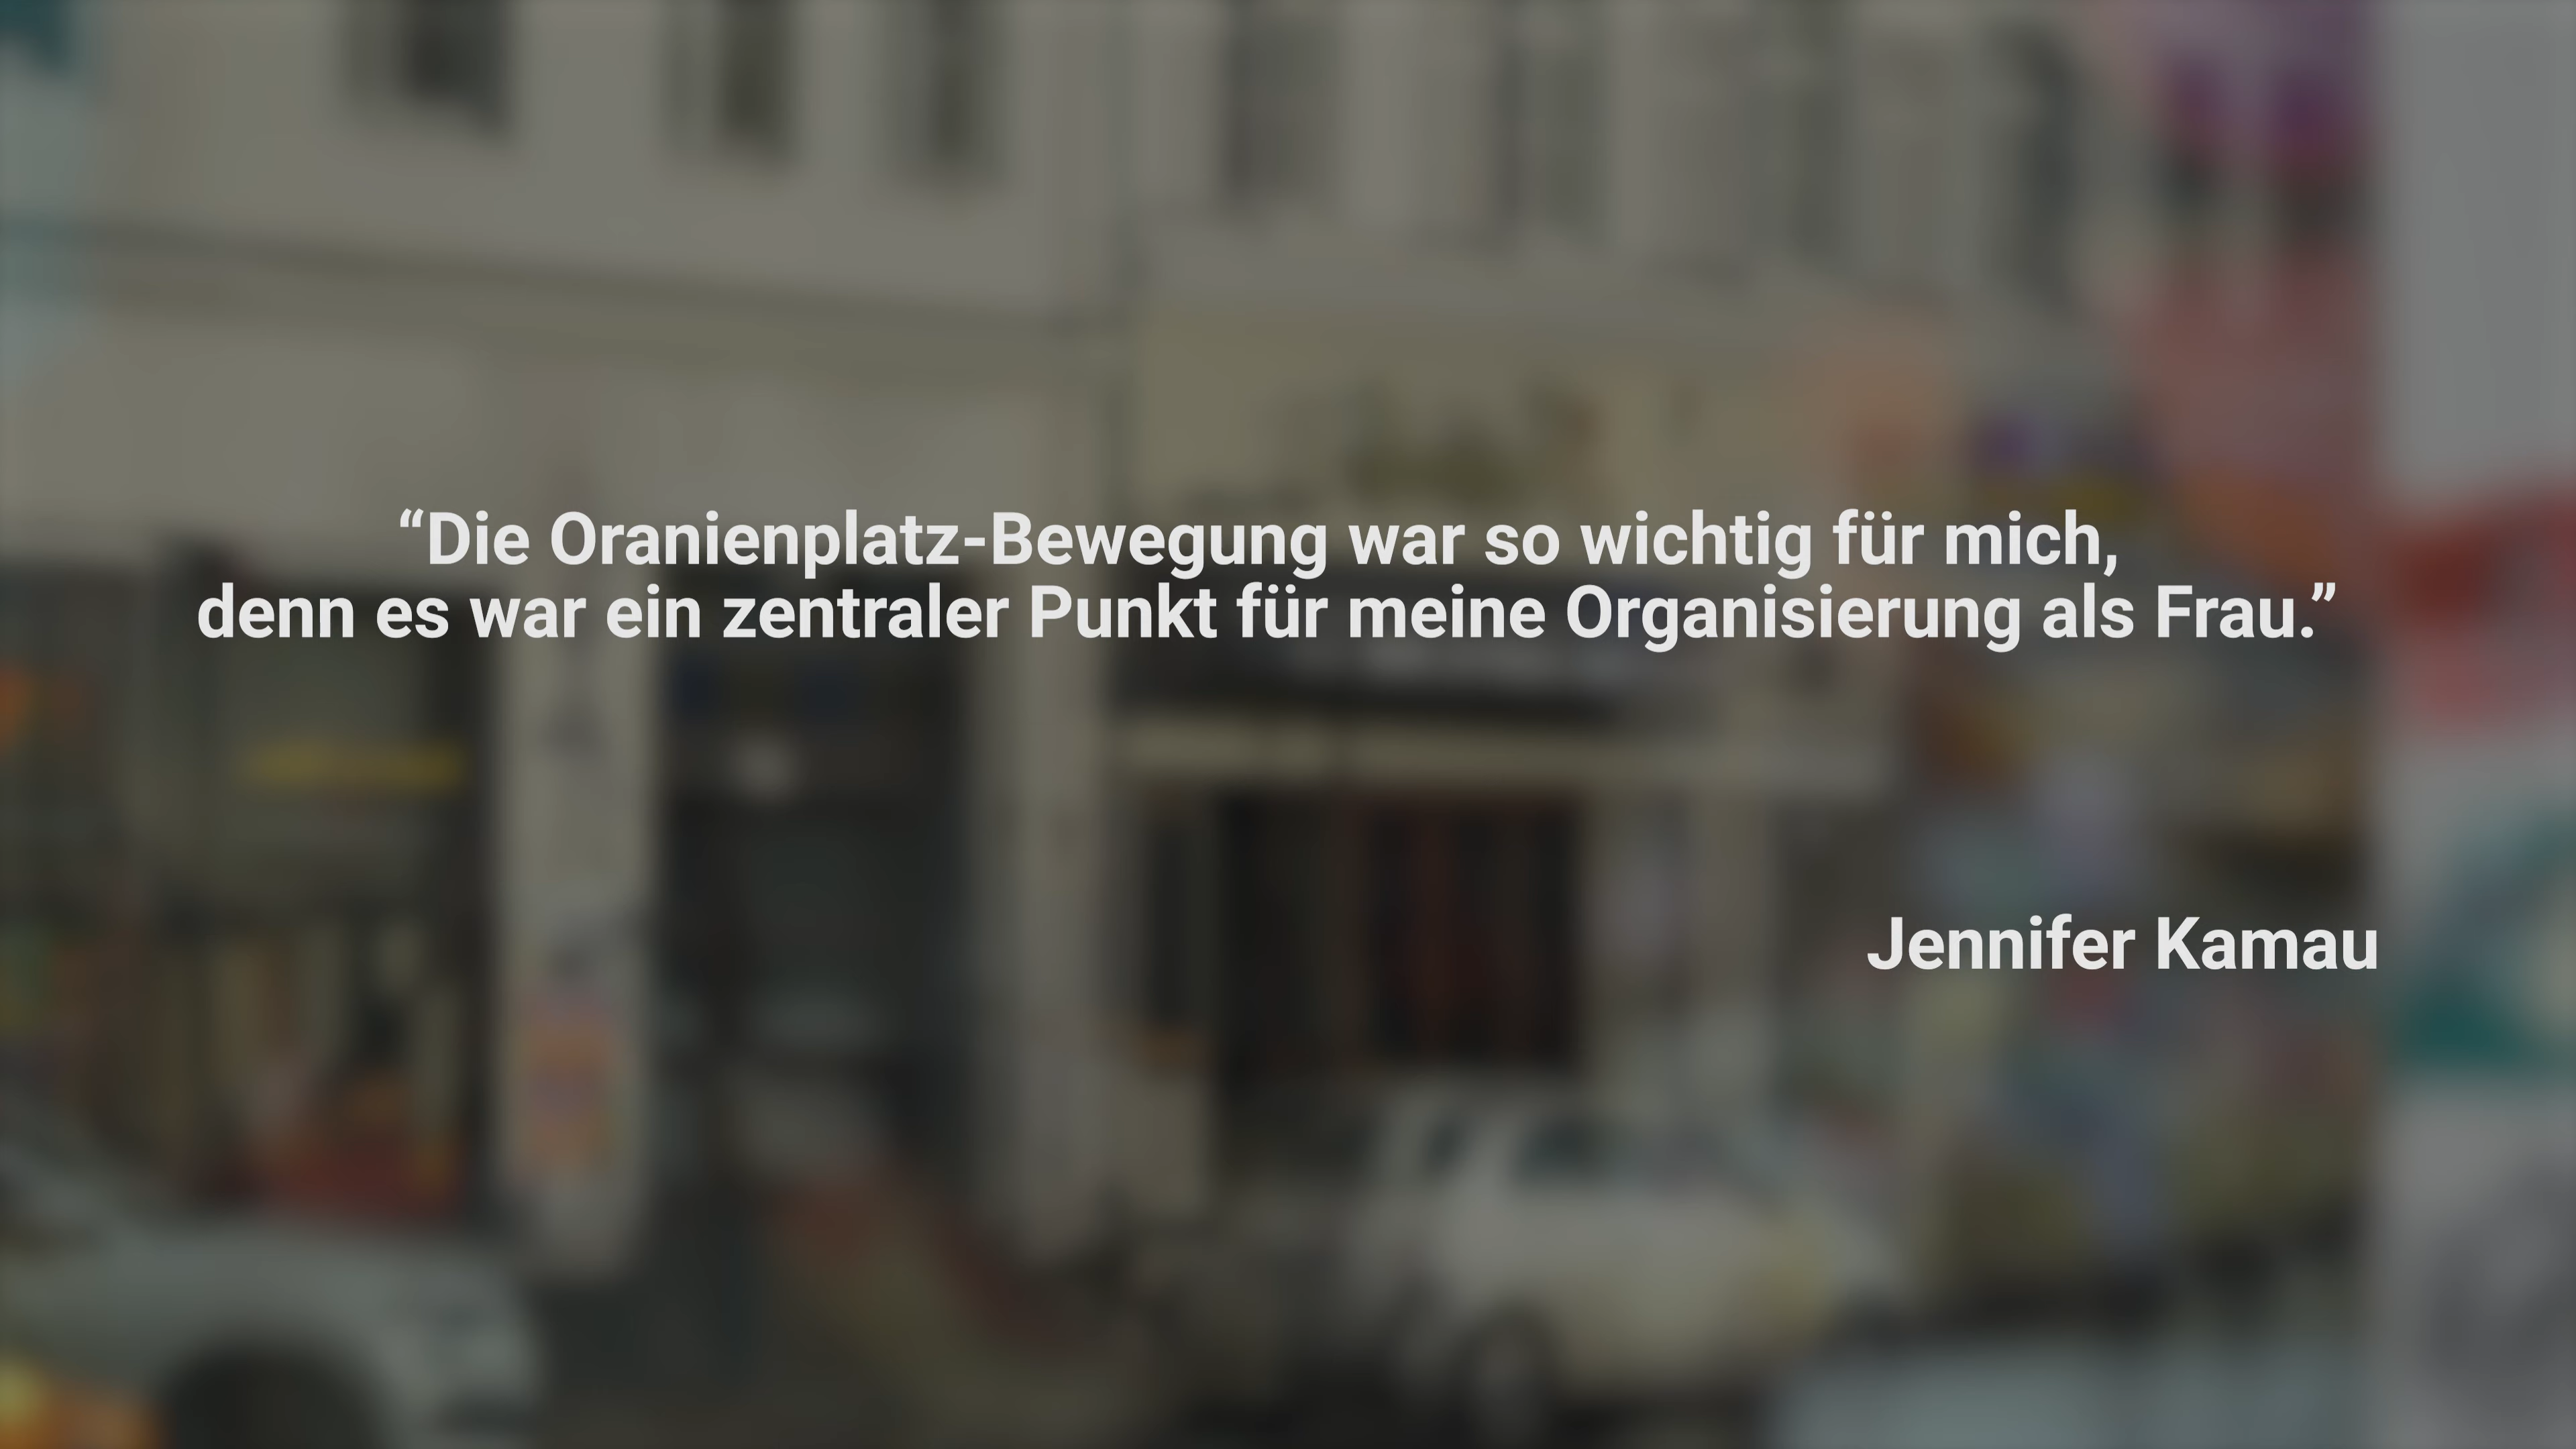 “Die Oranienplatz-Bewegung war so wichtig für mich,
denn es war ein zentraler Punkt für meine Organisierung als Frau.”
Jennifer Kamau